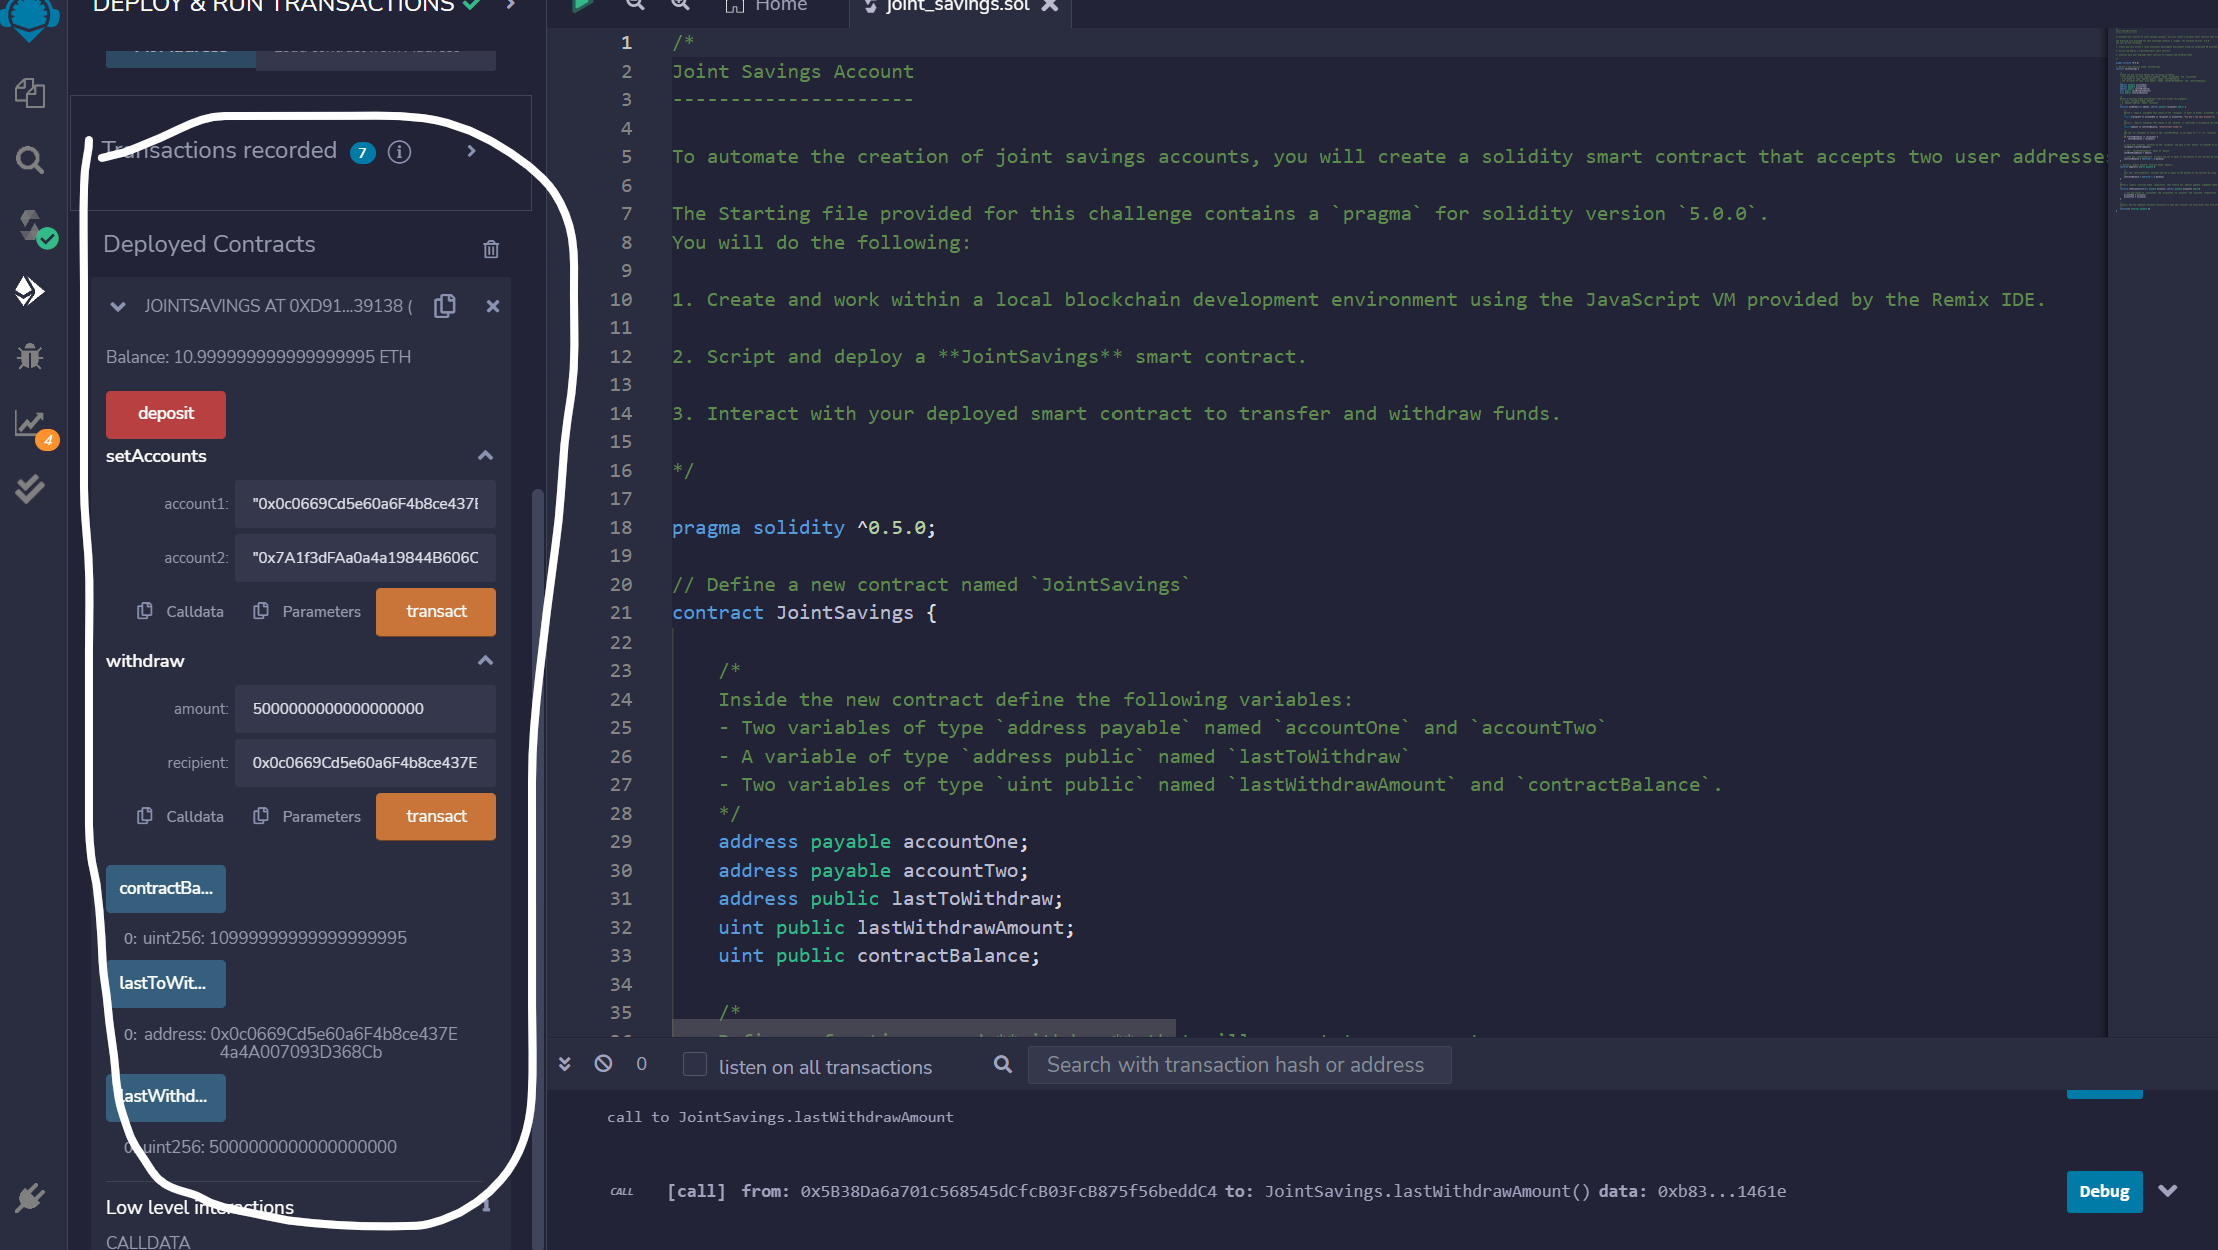 DEPLOY & RUN TRANSACTIONS
Transactions recorded 7
Deployed Contracts
JOINTSAVINGS AT 0XD91...39138 (
Balance: 10.999999999999999995 ETH
deposit
setAccounts
account1: "0x0c0669Cd5e60a6F4b8ce437E
account2: "0x7A1f3dFAa0a4a19844B606C
Calldata Parameters transact
withdraw
amount: 5000000000000000000
recipient: 0x0c0669Cd5e60a6F4b8ce437E
Calldata Parameters transact
contractBa...
0: uint256: 10999999999999999995
lastToWit...
0: address: 0x0c0669Cd5e60a6F4b8ce437E
4a4A007093D368Cb
lastWithd...
0: uint256: 5000000000000000000
Low level interactions
CALLDATA
4
Home joint_savings.sol
1 /*
2 Joint Savings Account
3 ---------------------
4
5 To automate the creation of joint savings accounts, you will create a solidity smart contract that accepts two user addresses
6
7 The Starting file provided for this challenge contains a `pragma` for solidity version `5.0.0`.
8 You will do the following:
9
10 1. Create and work within a local blockchain development environment using the JavaScript VM provided by the Remix IDE.
11
12 2. Script and deploy a **JointSavings** smart contract.
13
14 3. Interact with your deployed smart contract to transfer and withdraw funds.
15
16 */
17
18 pragma solidity ^0.5.0;
19
20 // Define a new contract named `JointSavings`
21 contract JointSavings {
22
23 /*
24 Inside the new contract define the following variables:
25 - Two variables of type `address payable` named `accountOne` and `accountTwo`
26 - A variable of type `address public` named `lastToWithdraw`
27 - Two variables of type `uint public` named `lastWithdrawAmount` and `contractBalance`.
28 */
29 address payable accountOne;
30 address payable accountTwo;
31 address public lastToWithdraw;
32 uint public lastWithdrawAmount;
33 uint public contractBalance;
34
35 /*
0 listen on all transactions Search with transaction hash or address
call to JointSavings.lastWithdrawAmount
CALL [call] from: 0x5B38Da6a701c568545dCfcB03FcB875f56beddC4 to: JointSavings.lastWithdrawAmount() data: 0xb83...1461e Debug